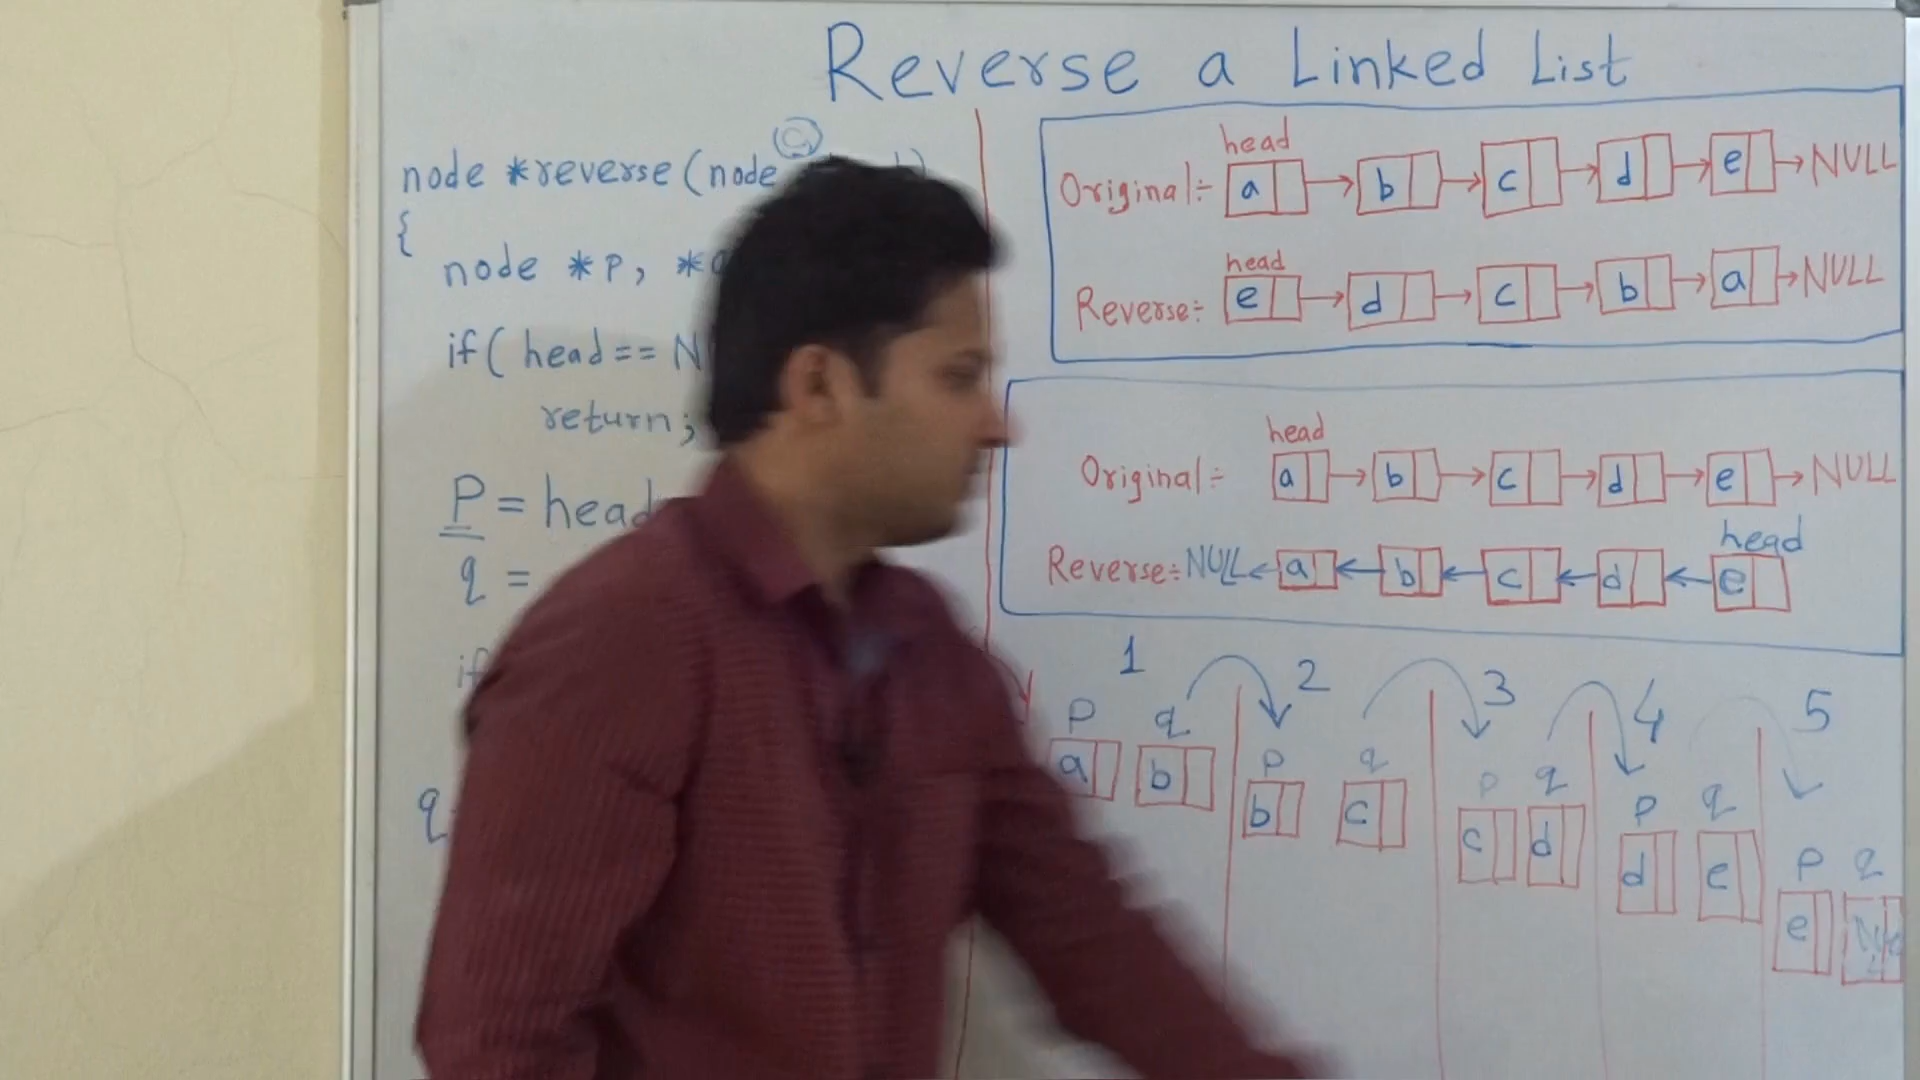 Reverse a Linked List
node *reverse(node
{
node *p, *q
if( head==
return;
P = head
q =
if
q
head
Original:- a → b → c → d → e → NULL
head
Reverse:- e → d → c → b → a → NULL
head
Original:- a → b → c → d → e → NULL
head
Reverse:- NULL ← a ← b ← c ← d ← e
1 2 3 4 5
p q
a b
p q
b c
p q
c d
p q
d e
p q
e